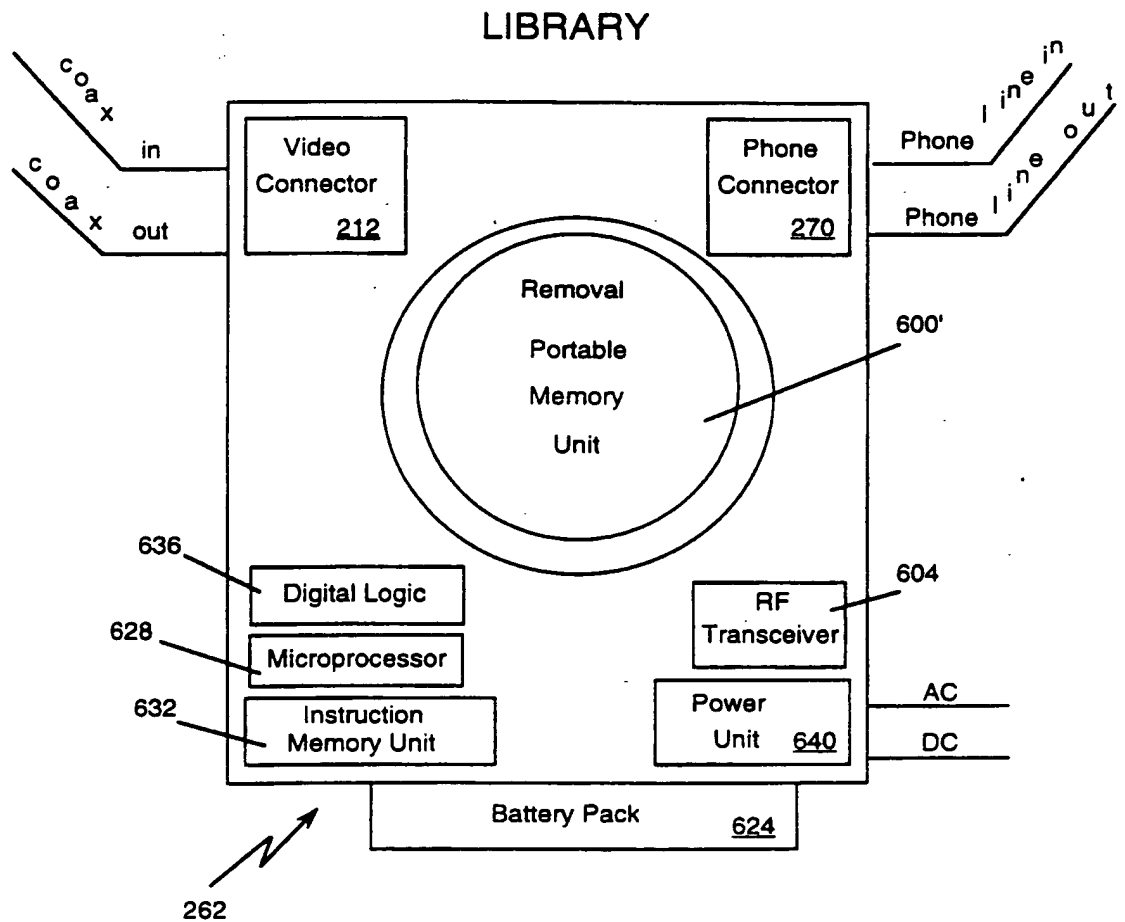 LIBRARY
coax in
coax out
Phone line in
Phone line out
Video
Connector
212
Phone
Connector
270
Removal
Portable
Memory
Unit
600'
636
Digital Logic
628
Microprocessor
632
Instruction
Memory Unit
604
RF
Transceiver
Power
Unit 640
AC
DC
Battery Pack 624
262